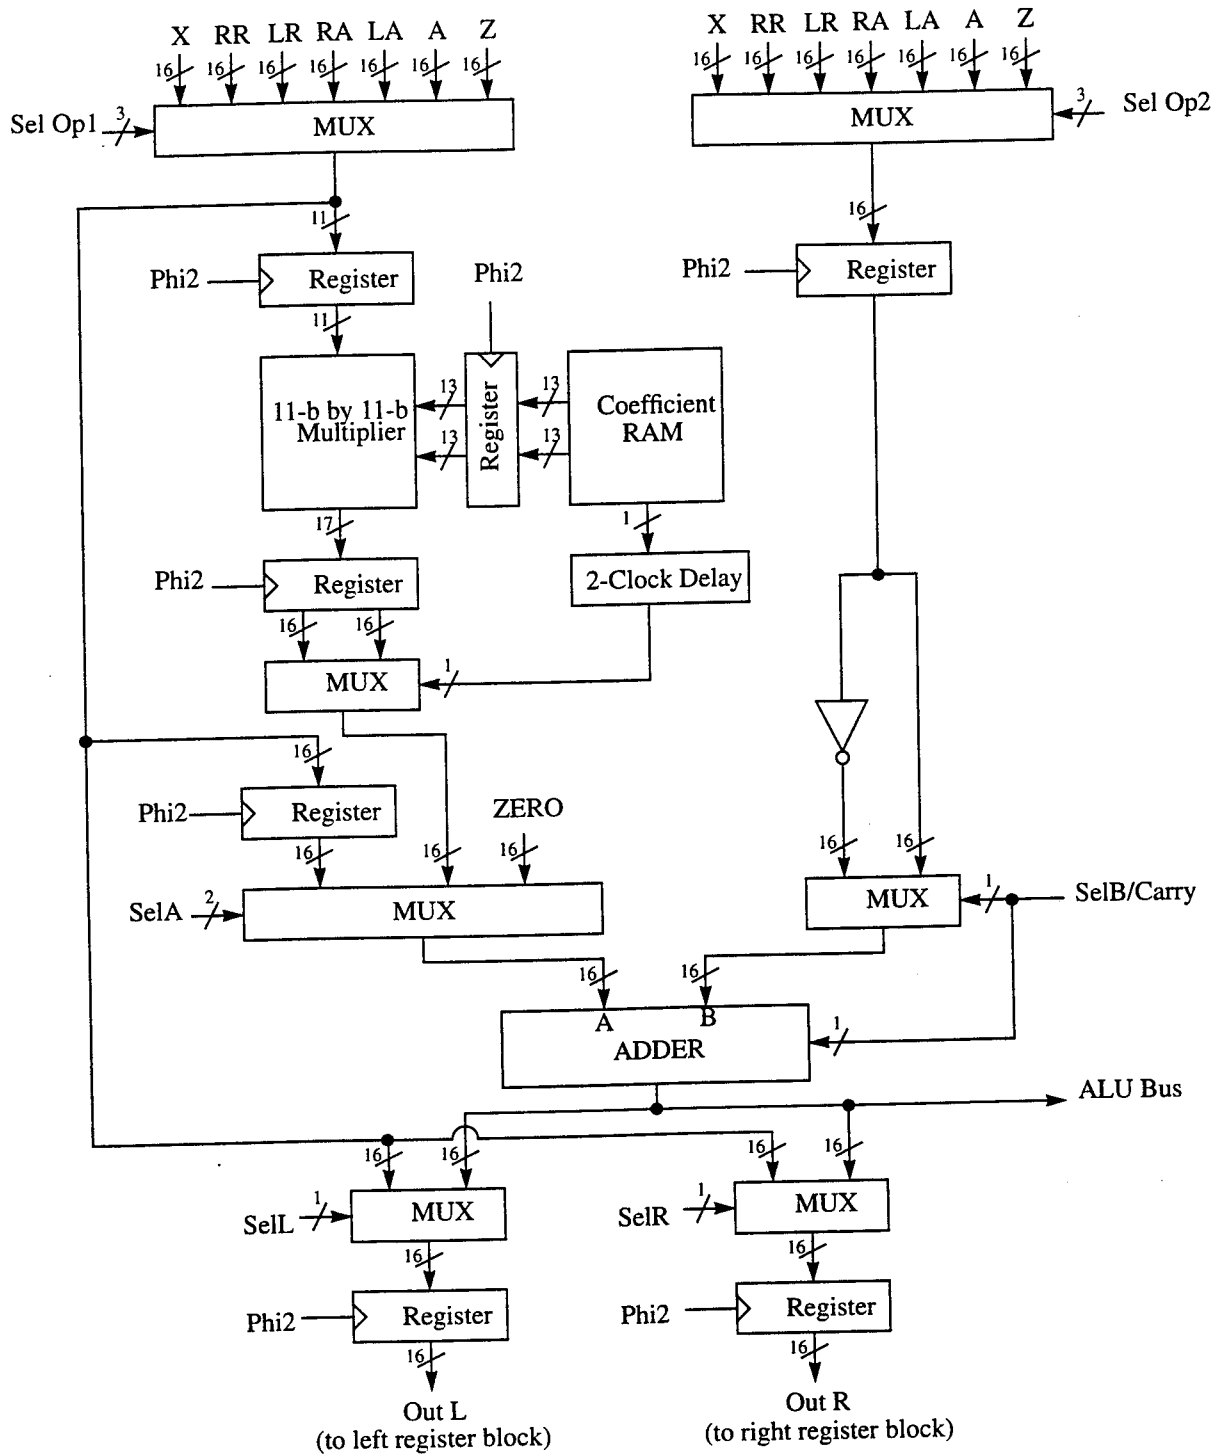 X RR LR RA LA A Z
X RR LR RA LA A Z
16 16 16 16 16 16 16
16 16 16 16 16 16 16
Sel Op1 3 MUX
MUX 3 Sel Op2
11
16
Phi2 Register
Phi2
Phi2 Register
11
11-b by 11-b
Multiplier
13 13
13 13
Register
Coefficient
RAM
17
1
Phi2 Register
2-Clock Delay
16 16
MUX 1
16
Phi2 Register
ZERO
16 16 16
16 16
SelA 2 MUX
MUX 1 SelB/Carry
16 16
A B
ADDER 1
ALU Bus
16 16
16 16
SelL 1 MUX
SelR 1 MUX
16
16
Phi2 Register
Phi2 Register
16
16
Out L
(to left register block)
Out R
(to right register block)